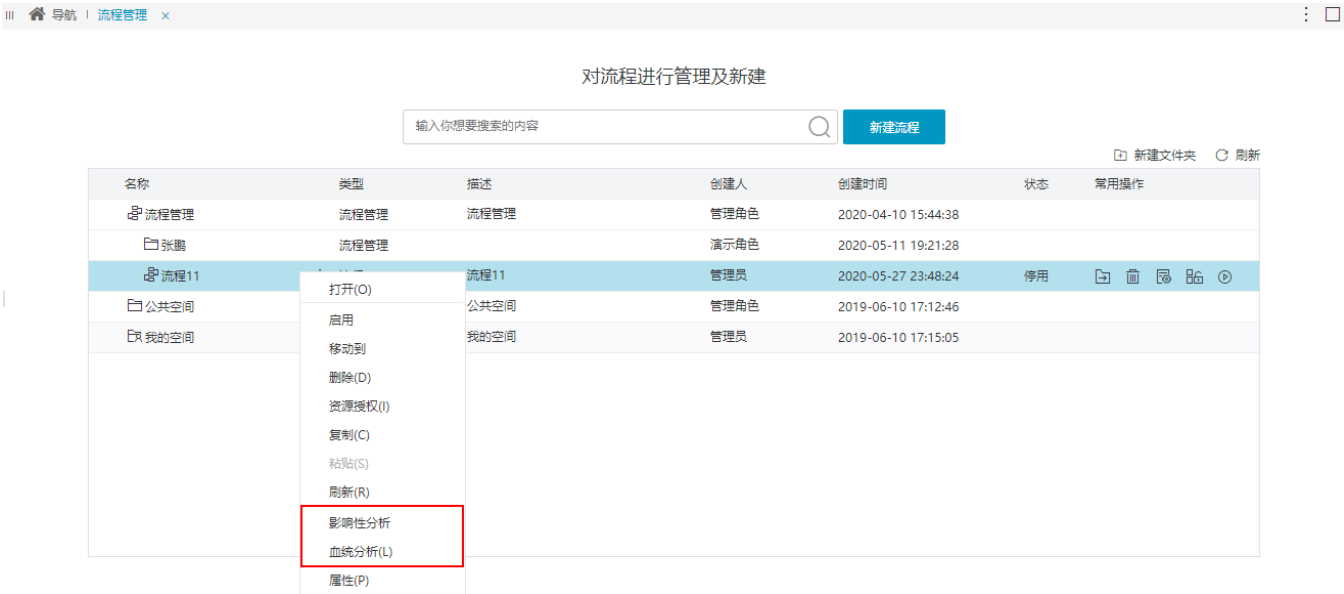 导航 流程管理
对流程进行管理及新建
输入你想要搜索的内容 新建流程
新建文件夹 刷新
名称 类型 描述 创建人 创建时间 状态 常用操作
流程管理 流程管理 流程管理 管理角色 2020-04-10 15:44:38
张鹏 流程管理 演示角色 2020-05-11 19:21:28
流程11 流程11 管理员 2020-05-27 23:48:24 停用
公共空间 公共空间 管理角色 2019-06-10 17:12:46
我的空间 我的空间 管理员 2019-06-10 17:15:05
打开(O)
启用
移动到
删除(D)
资源授权(I)
复制(C)
粘贴(S)
刷新(R)
影响性分析
血统分析(L)
属性(P)